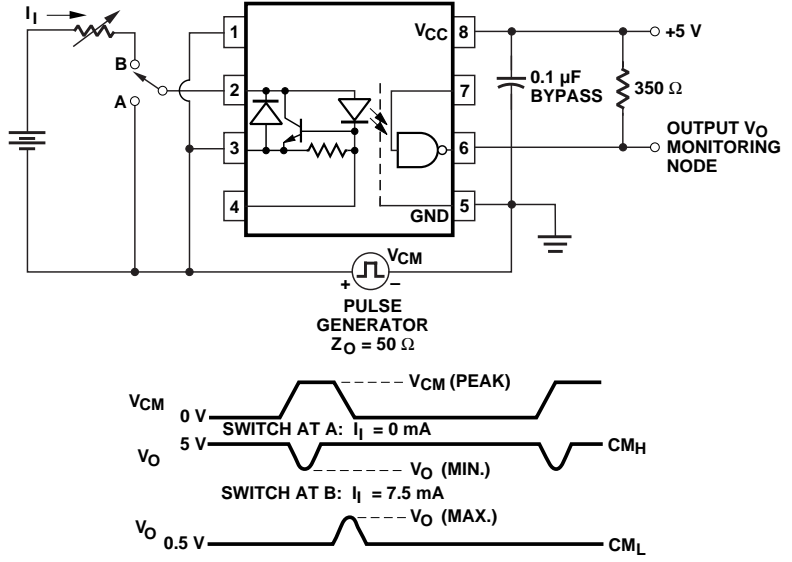 I_I
B
A
+5 V
1
2
3
4
V_CC
8
7
6
5
GND
0.1 µF
BYPASS
350 Ω
OUTPUT V_O
MONITORING
NODE
V_CM
+
–
PULSE
GENERATOR
Z_O = 50 Ω
V_CM
0 V
V_CM (PEAK)
SWITCH AT A: I_I = 0 mA
V_O
5 V
CM_H
V_O (MIN.)
SWITCH AT B: I_I = 7.5 mA
V_O (MAX.)
V_O
0.5 V
CM_L